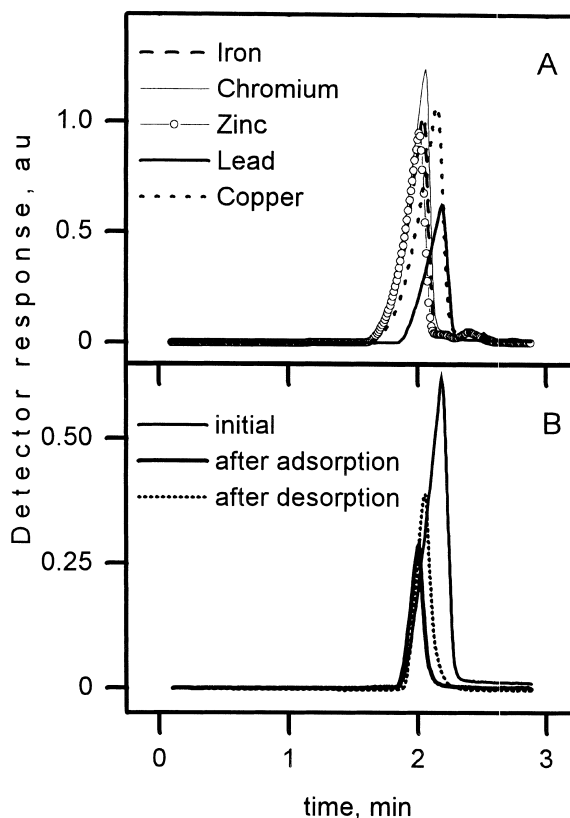 A
Iron
Chromium
Zinc
Lead
Copper
1.0
0.5
0
Detector response, au
B
initial
after adsorption
after desorption
0.50
0.25
0
0 1 2 3
time, min